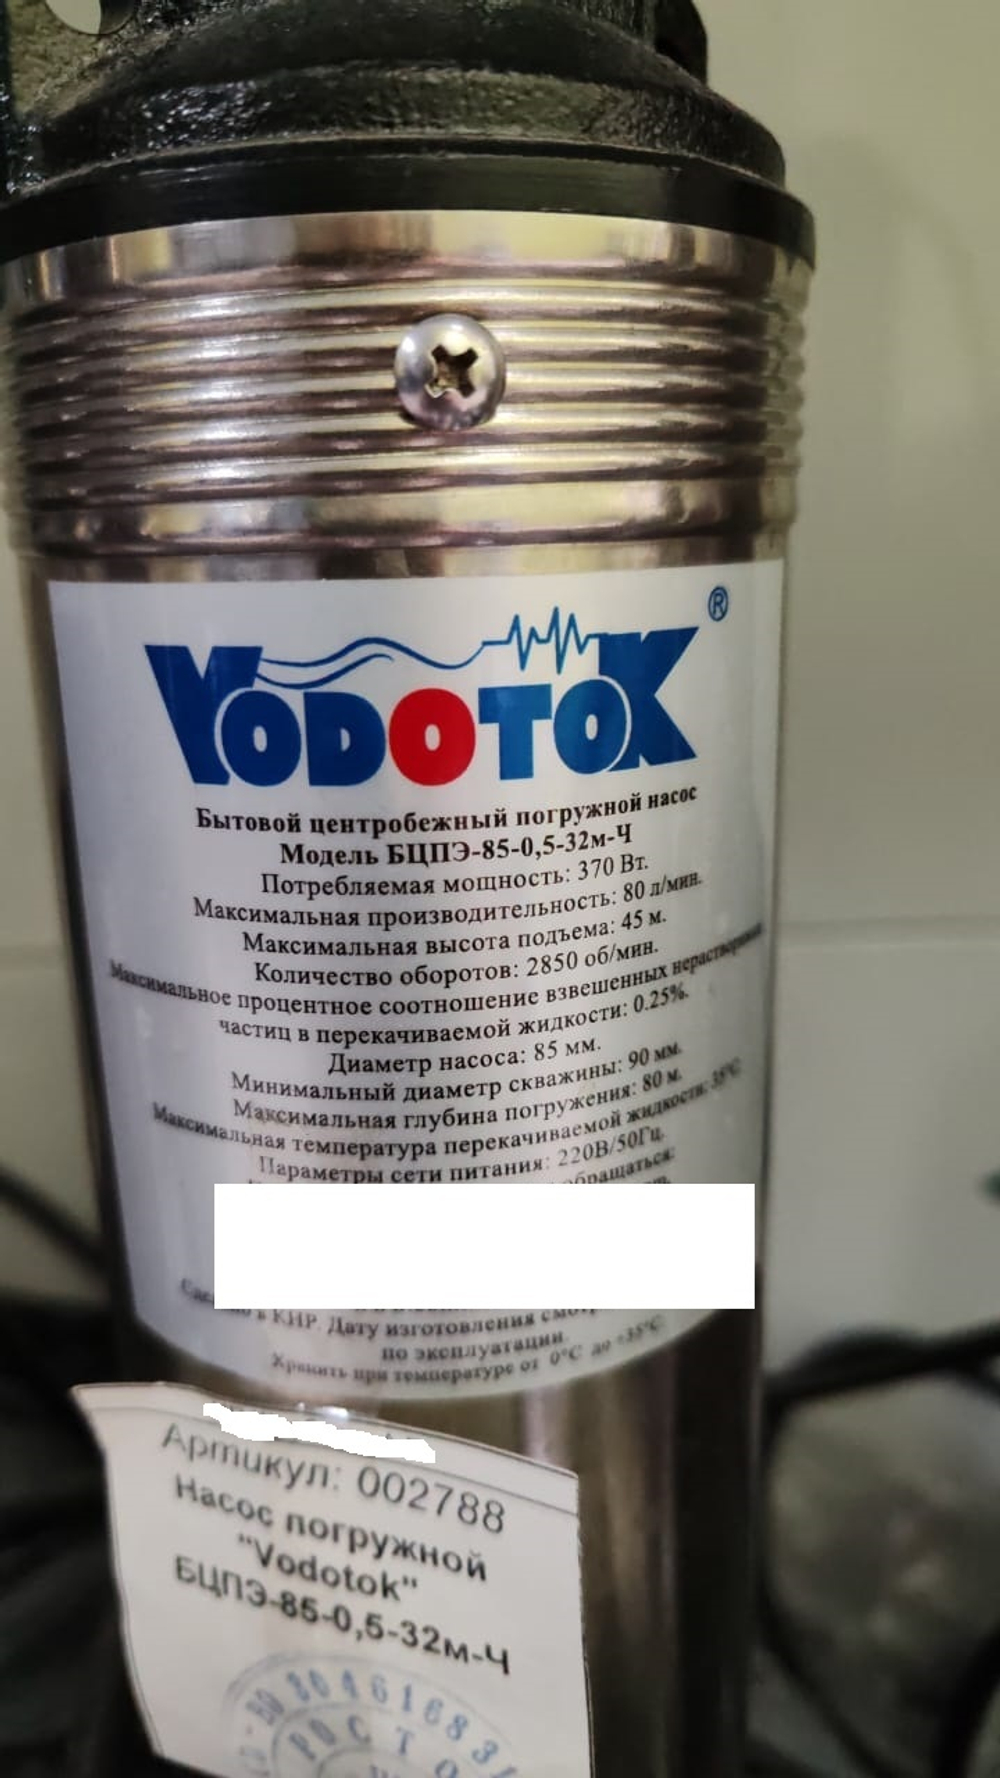 VODOTOK ®
Бытовой центробежный погружной насос
Модель БЦПЭ-85-0,5-32м-Ч
Потребляемая мощность: 370 Вт.
Максимальная производительность: 80 л/мин.
Максимальная высота подъема: 45 м.
Количество оборотов: 2850 об/мин.
Максимальное процентное соотношение взвешенных нерастворимых
частиц в перекачиваемой жидкости: 0.25%.
Диаметр насоса: 85 мм.
Минимальный диаметр скважины: 90 мм.
Максимальная глубина погружения: 80 м.
Максимальная температура перекачиваемой жидкости: 35°C
Параметры сети питания: 220В/50Гц.
обращаться:
Сделано в КНР. Дату изготовления
по эксплуатации.
Хранить при температуре от 0°C до +35°C
Артикул: 002788
Насос погружной
"Vodotok"
БЦПЭ-85-0,5-32м-Ч
80461683
РОСТО